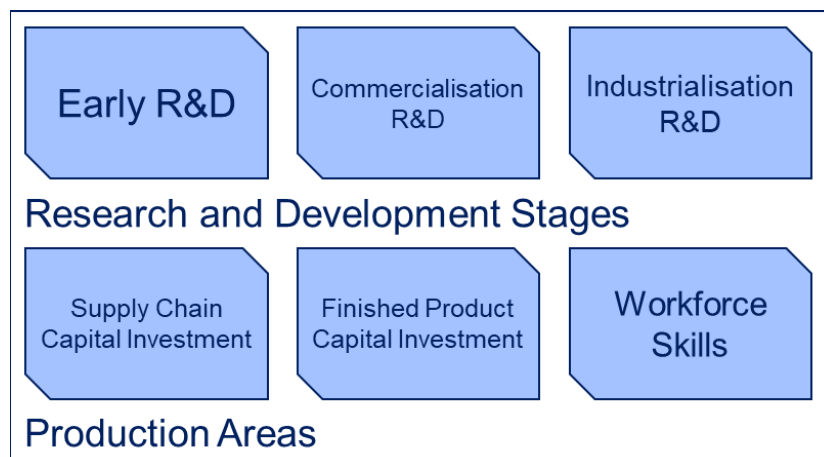 Early R&D
Commercialisation
R&D
Industrialisation
R&D
Research and Development Stages
Supply Chain
Capital Investment
Finished Product
Capital Investment
Workforce
Skills
Production Areas